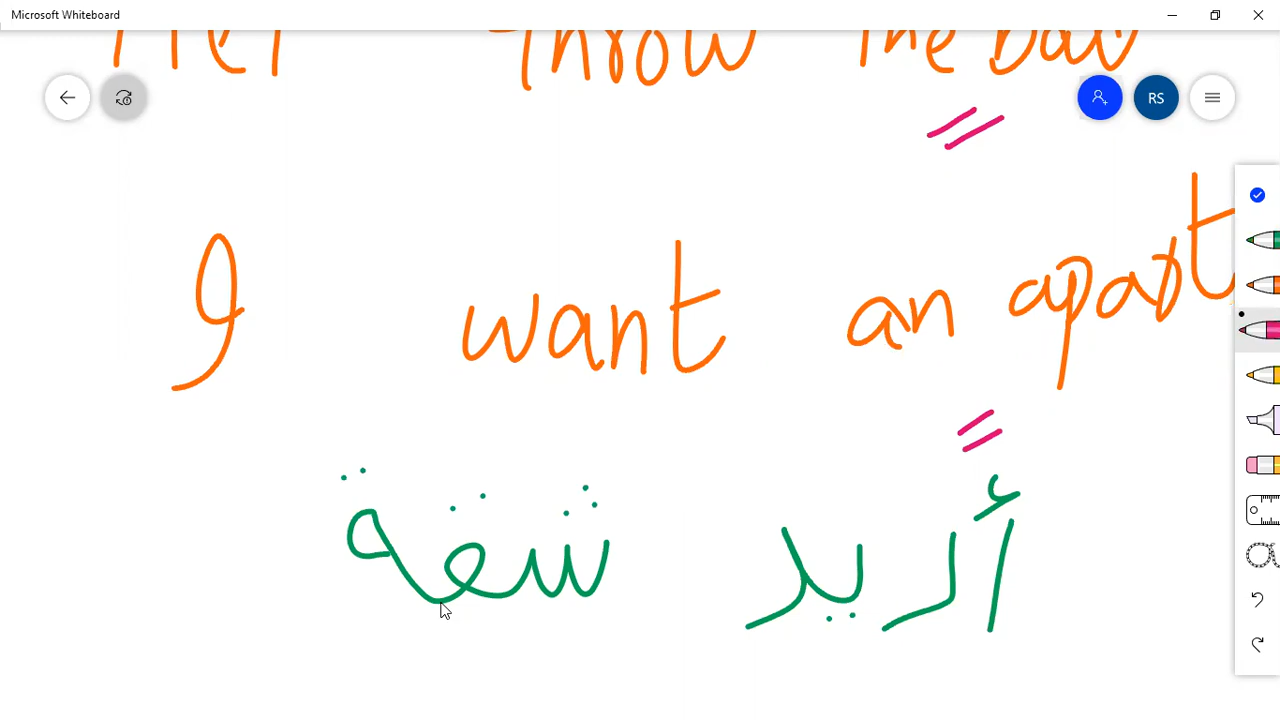 Microsoft Whiteboard
throw the ball
RS
I want an apart
أريد شقة